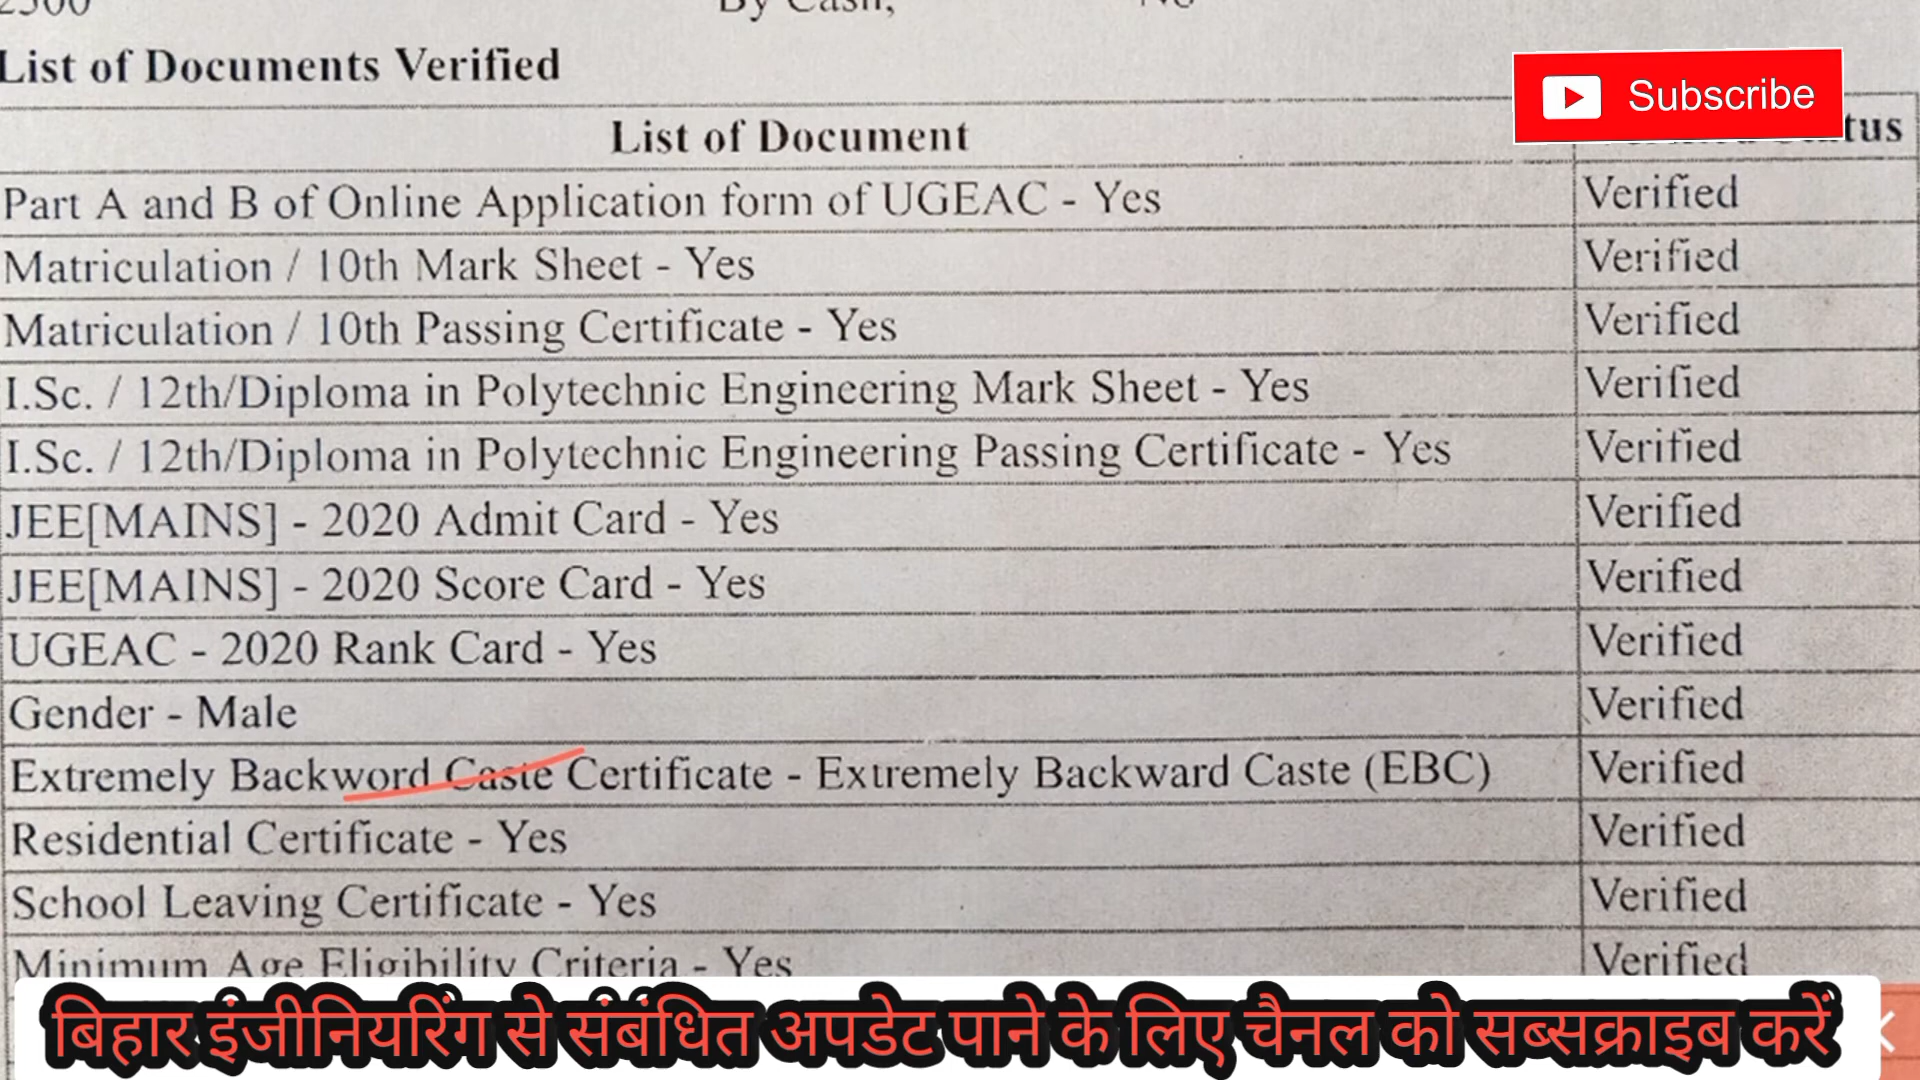 2500 By Cash, No
List of Documents Verified
Subscribe
List of Document tus
Part A and B of Online Application form of UGEAC - Yes Verified
Matriculation / 10th Mark Sheet - Yes Verified
Matriculation / 10th Passing Certificate - Yes Verified
I.Sc. / 12th/Diploma in Polytechnic Engineering Mark Sheet - Yes Verified
I.Sc. / 12th/Diploma in Polytechnic Engineering Passing Certificate - Yes Verified
JEE[MAINS] - 2020 Admit Card - Yes Verified
JEE[MAINS] - 2020 Score Card - Yes Verified
UGEAC - 2020 Rank Card - Yes Verified
Gender - Male Verified
Extremely Backword Caste Certificate - Extremely Backward Caste (EBC) Verified
Residential Certificate - Yes Verified
School Leaving Certificate - Yes Verified
Minimum Age Eligibility Criteria - Yes Verified
बिहार इंजीनियरिंग से संबंधित अपडेट पाने के लिए चैनल को सब्सक्राइब करें